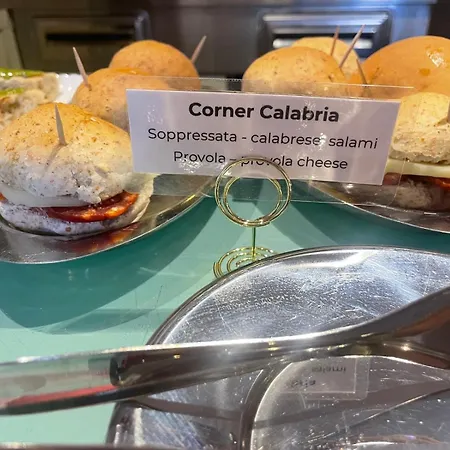 Corner Calabria
Soppressata - calabrese salami
Provola - provola cheese